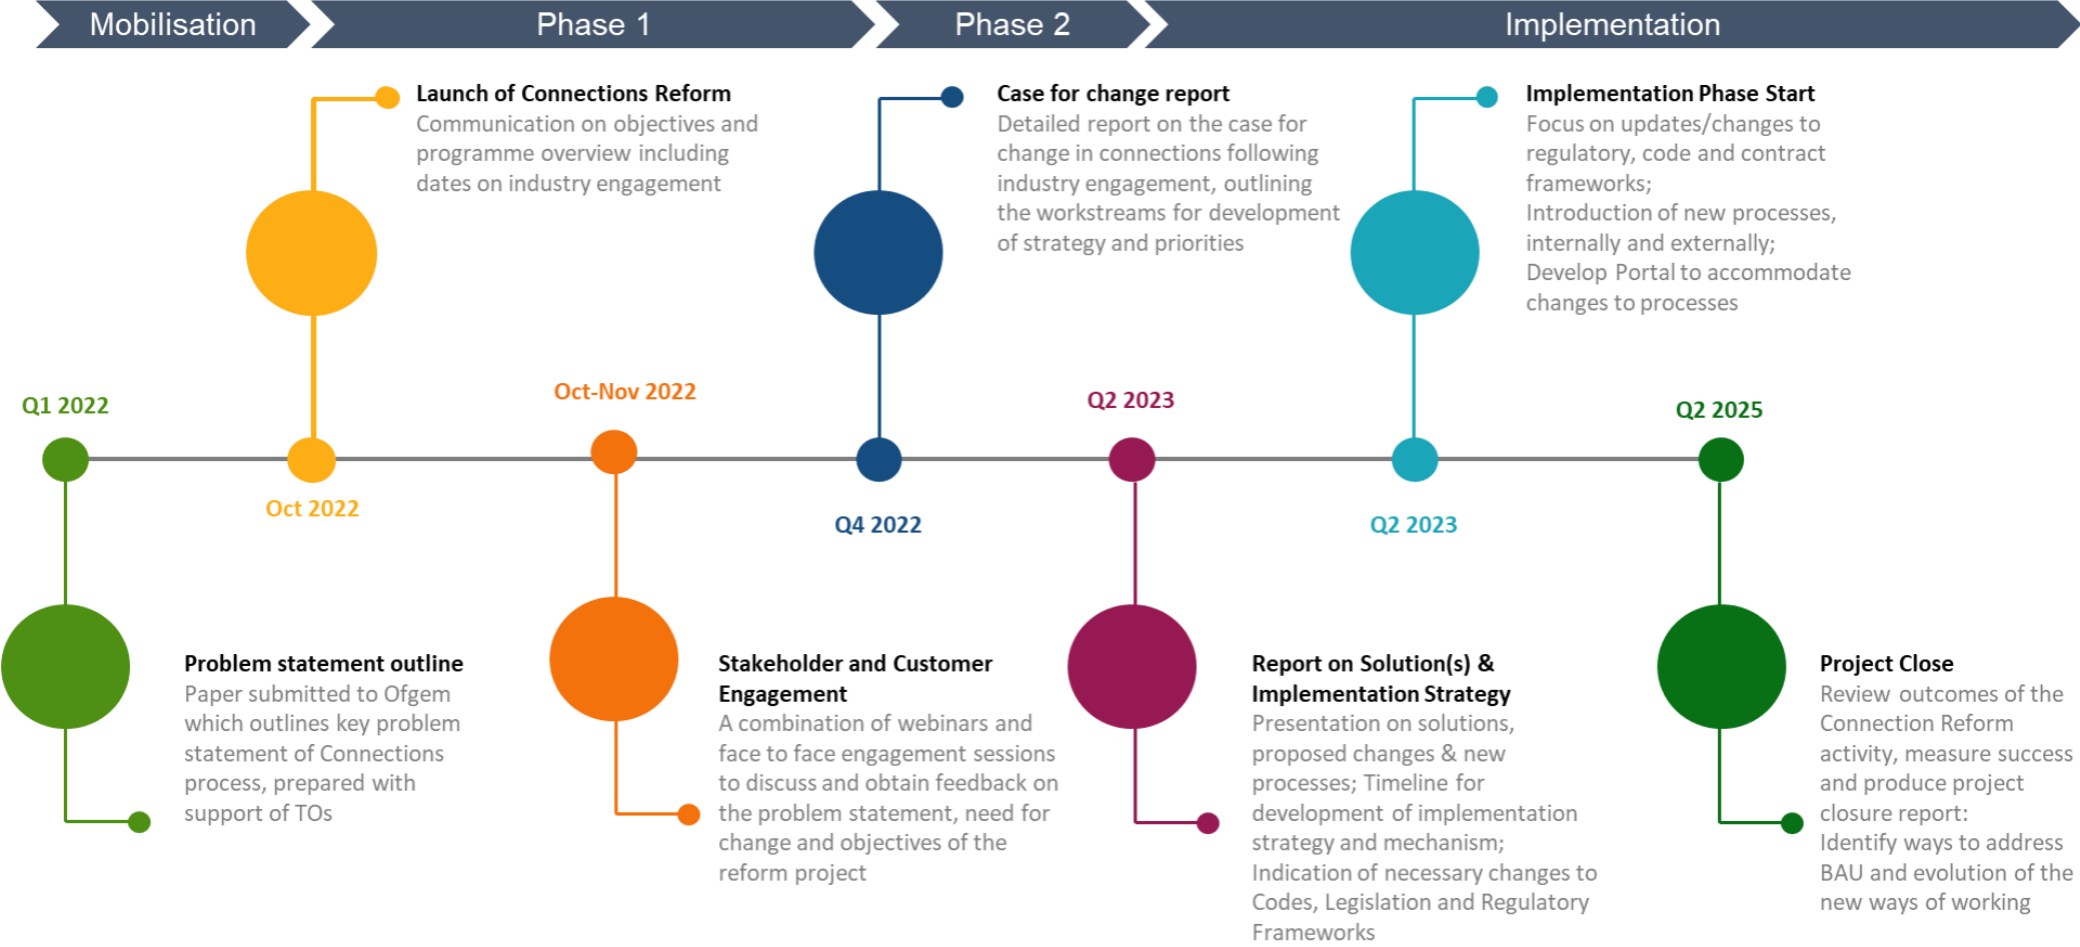 Mobilisation
Phase 1
Phase 2
Implementation
Launch of Connections Reform
Communication on objectives and
programme overview including
dates on industry engagement
Case for change report
Detailed report on the case for
change in connections following
industry engagement, outlining
the workstreams for development
of strategy and priorities
Implementation Phase Start
Focus on updates/changes to
regulatory, code and contract
frameworks;
Introduction of new processes,
internally and externally;
Develop Portal to accommodate
changes to processes
Q1 2022
Oct 2022
Oct-Nov 2022
Q4 2022
Q2 2023
Q2 2023
Q2 2025
Problem statement outline
Paper submitted to Ofgem
which outlines key problem
statement of Connections
process, prepared with
support of TOs
Stakeholder and Customer
Engagement
A combination of webinars and
face to face engagement sessions
to discuss and obtain feedback on
the problem statement, need for
change and objectives of the
reform project
Report on Solution(s) &
Implementation Strategy
Presentation on solutions,
proposed changes & new
processes; Timeline for
development of implementation
strategy and mechanism;
Indication of necessary changes to
Codes, Legislation and Regulatory
Frameworks
Project Close
Review outcomes of the
Connection Reform
activity, measure success
and produce project
closure report:
Identify ways to address
BAU and evolution of the
new ways of working